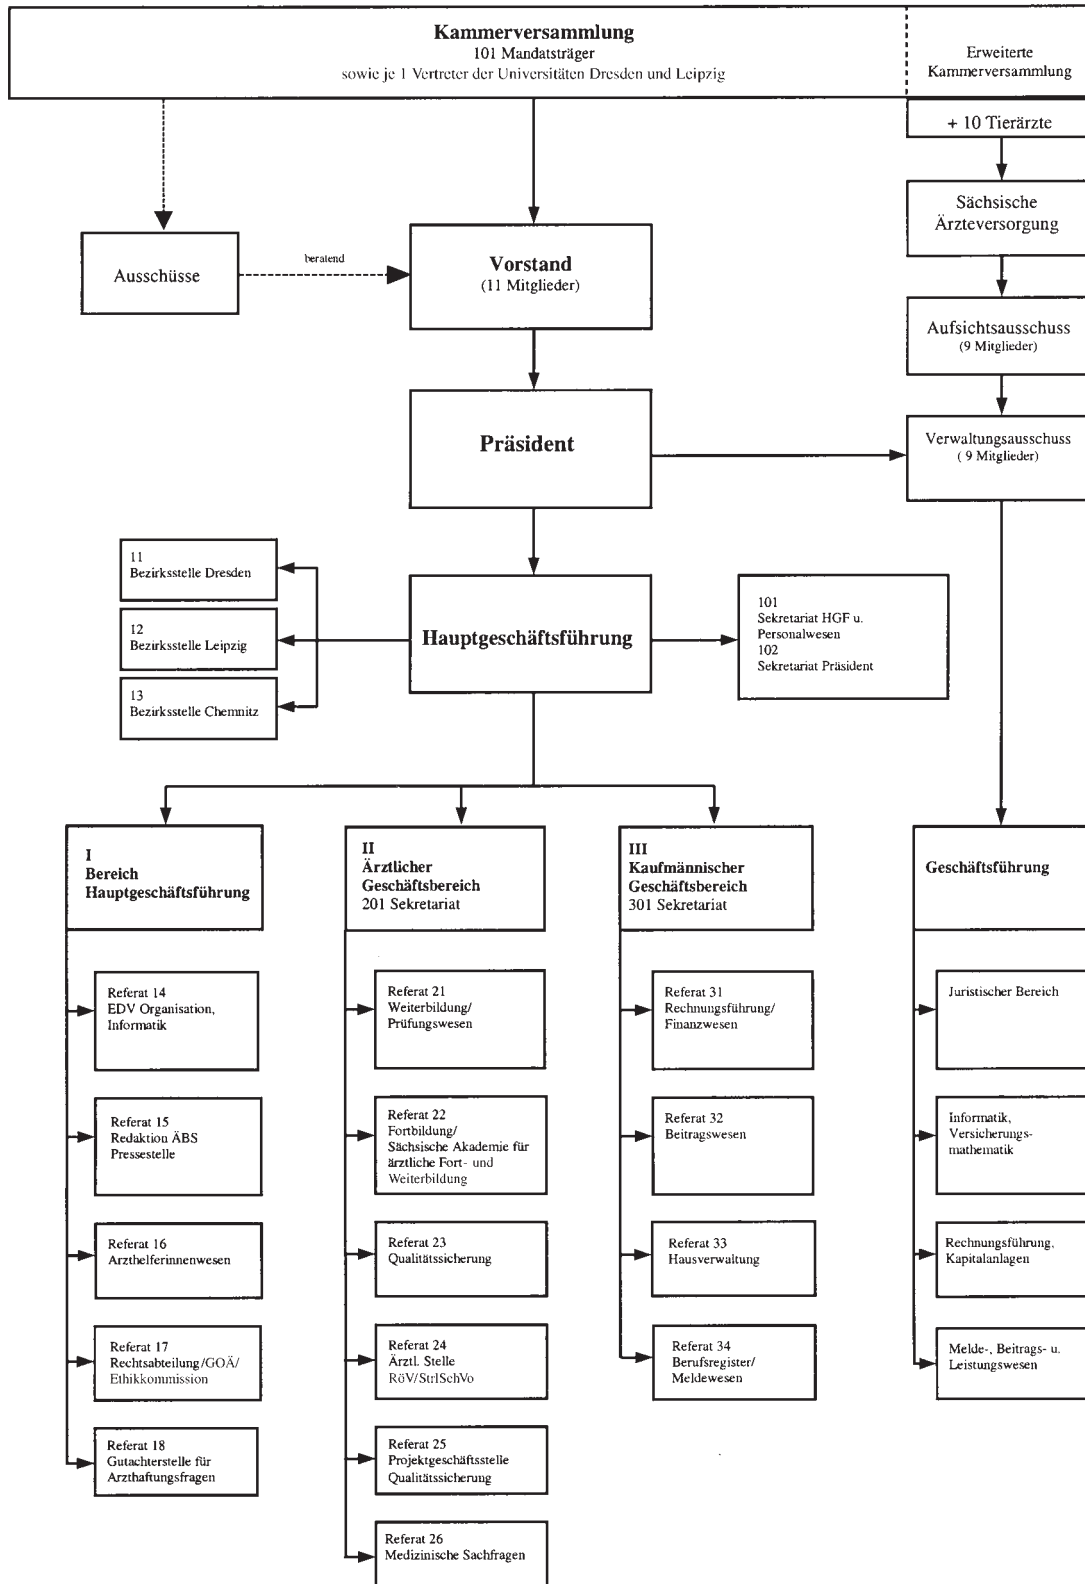 Kammerversammlung
101 Mandatsträger
sowie je 1 Vertreter der Universitäten Dresden und Leipzig
Erweiterte
Kammerversammlung
+ 10 Tierärzte
Sächsische
Ärzteversorgung
Ausschüsse
beratend
Vorstand
(11 Mitglieder)
Aufsichtsausschuss
(9 Mitglieder)
Präsident
Verwaltungsausschuss
( 9 Mitglieder)
11
Bezirksstelle Dresden
12
Bezirksstelle Leipzig
13
Bezirksstelle Chemnitz
Hauptgeschäftsführung
101
Sekretariat HGF u.
Personalwesen
102
Sekretariat Präsident
I
Bereich
Hauptgeschäftsführung
II
Ärztlicher
Geschäftsbereich
201 Sekretariat
III
Kaufmännischer
Geschäftsbereich
301 Sekretariat
Geschäftsführung
Referat 14
EDV Organisation,
Informatik
Referat 15
Redaktion ÄBS
Pressestelle
Referat 16
Arzthelferinnenwesen
Referat 17
Rechtsabteilung/GOÄ/
Ethikkommission
Referat 18
Gutachterstelle für
Arzthaftungsfragen
Referat 21
Weiterbildung/
Prüfungswesen
Referat 22
Fortbildung/
Sächsische Akademie für
ärztliche Fort- und
Weiterbildung
Referat 23
Qualitätssicherung
Referat 24
Ärztl. Stelle
RöV/StrlSchVo
Referat 25
Projektgeschäftsstelle
Qualitätssicherung
Referat 26
Medizinische Sachfragen
Referat 31
Rechnungsführung/
Finanzwesen
Referat 32
Beitragswesen
Referat 33
Hausverwaltung
Referat 34
Berufsregister/
Meldewesen
Juristischer Bereich
Informatik,
Versicherungs-
mathematik
Rechnungsführung,
Kapitalanlagen
Melde-, Beitrags- u.
Leistungswesen